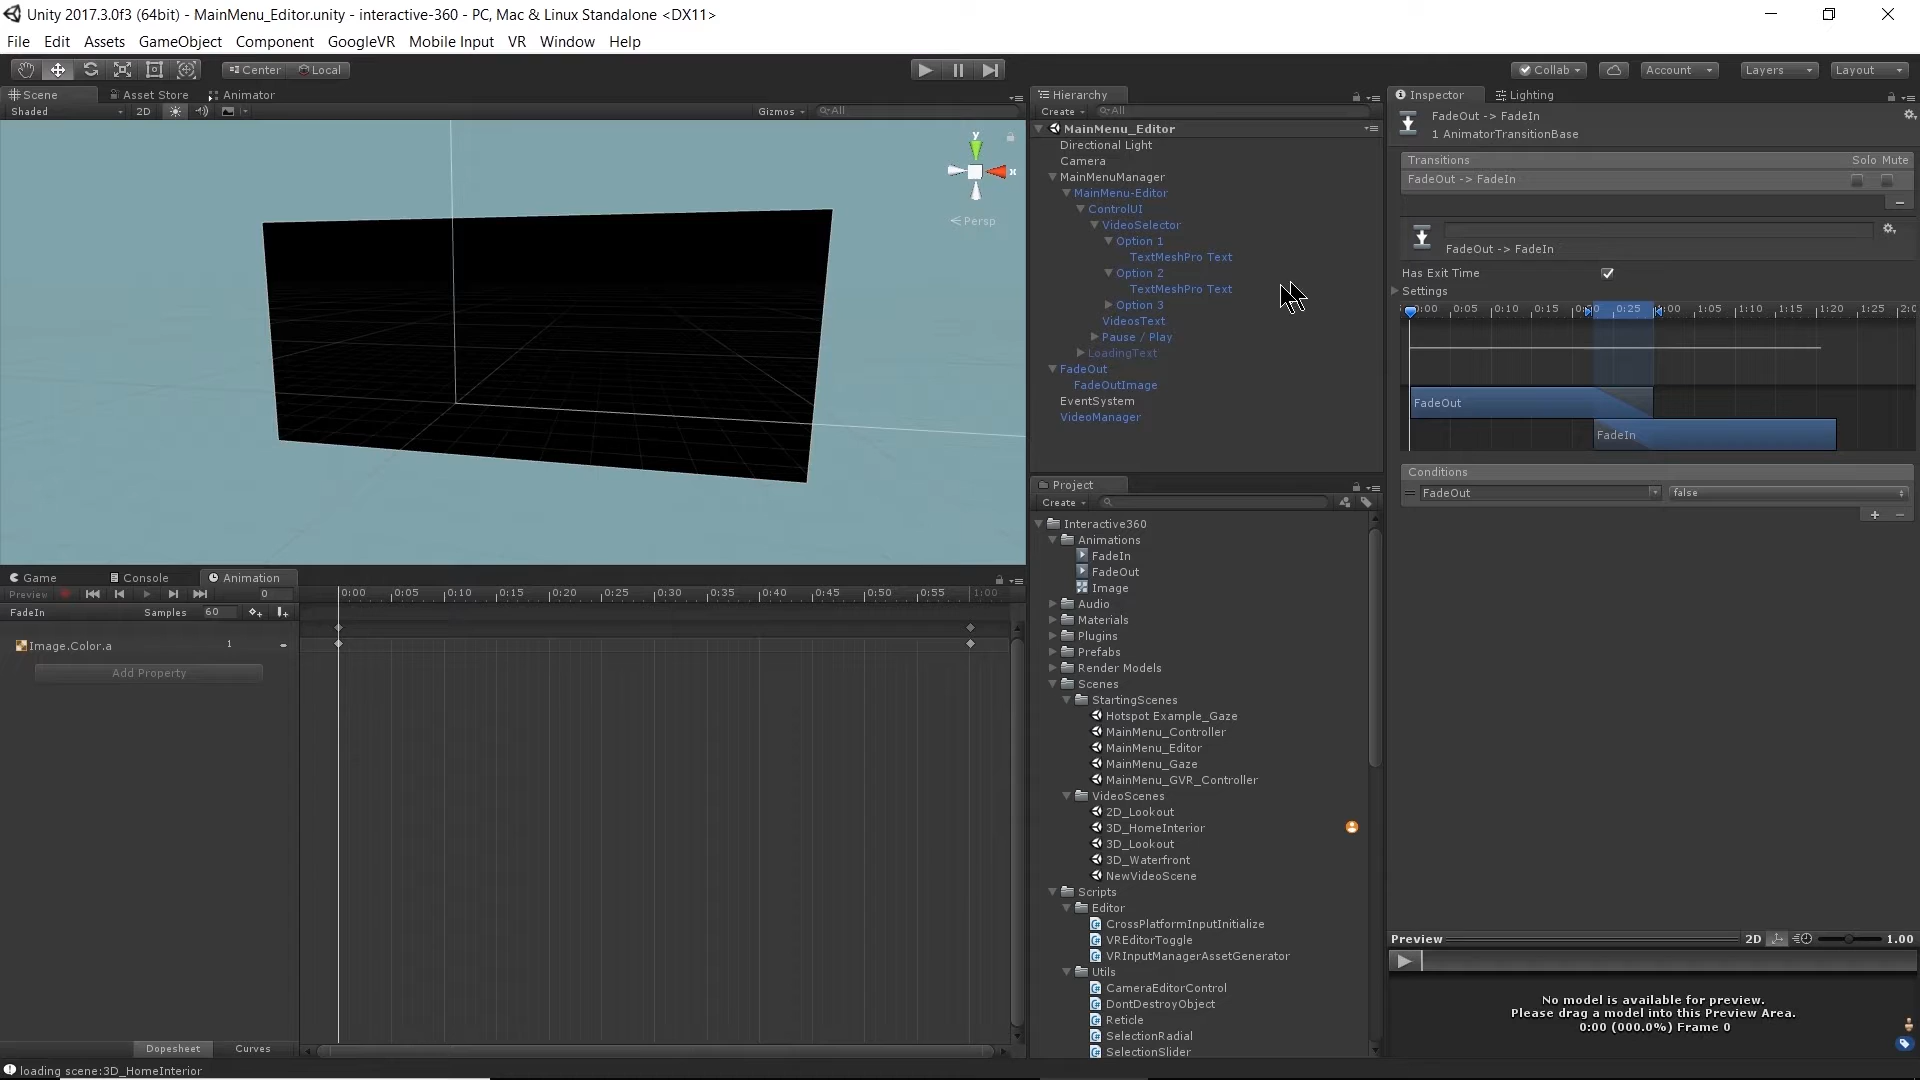 Unity 2017.3.0f3 (64bit) - MainMenu_Editor.unity - interactive-360 - PC, Mac & Linux Standalone <DX11>
File Edit Assets GameObject Component GoogleVR Mobile Input VR Window Help
Center Local Collab Account Layers Layout
Scene Asset Store Animator
Shaded 2D Gizmos All
y
x
Persp
Hierarchy
Create All
MainMenu_Editor
Directional Light
Camera
MainMenuManager
MainMenu-Editor
ControlUI
VideoSelector
Option 1
TextMeshPro Text
Option 2
TextMeshPro Text
Option 3
VideosText
Pause / Play
LoadingText
FadeOut
FadeOutImage
EventSystem
VideoManager
Game Console Animation
Preview 0
0:00 0:05 0:10 0:15 0:20 0:25 0:30 0:35 0:40 0:45 0:50 0:55 1:00
FadeIn Samples 60
Image.Color.a 1
Add Property
Dopesheet Curves
loading scene:3D_HomeInterior
Project
Create
Interactive360
Animations
FadeIn
FadeOut
Image
Audio
Materials
Plugins
Prefabs
Render Models
Scenes
StartingScenes
Hotspot Example_Gaze
MainMenu_Controller
MainMenu_Editor
MainMenu_Gaze
MainMenu_GVR_Controller
VideoScenes
2D_Lookout
3D_HomeInterior
3D_Lookout
3D_Waterfront
NewVideoScene
Scripts
Editor
CrossPlatformInputInitialize
VREditorToggle
VRInputManagerAssetGenerator
Utils
CameraEditorControl
DontDestroyObject
Reticle
SelectionRadial
SelectionSlider
Inspector Lighting
FadeOut -> FadeIn
1 AnimatorTransitionBase
Transitions Solo Mute
FadeOut -> FadeIn
FadeOut -> FadeIn
Has Exit Time
Settings
0:05 0:10 0:15 0:25 1:05 1:10 1:15 1:20 1:25
FadeOut
FadeIn
Conditions
FadeOut false
Preview 2D 1.00
No model is available for preview.
Please drag a model into this Preview Area.
0:00 (000.0%) Frame 0